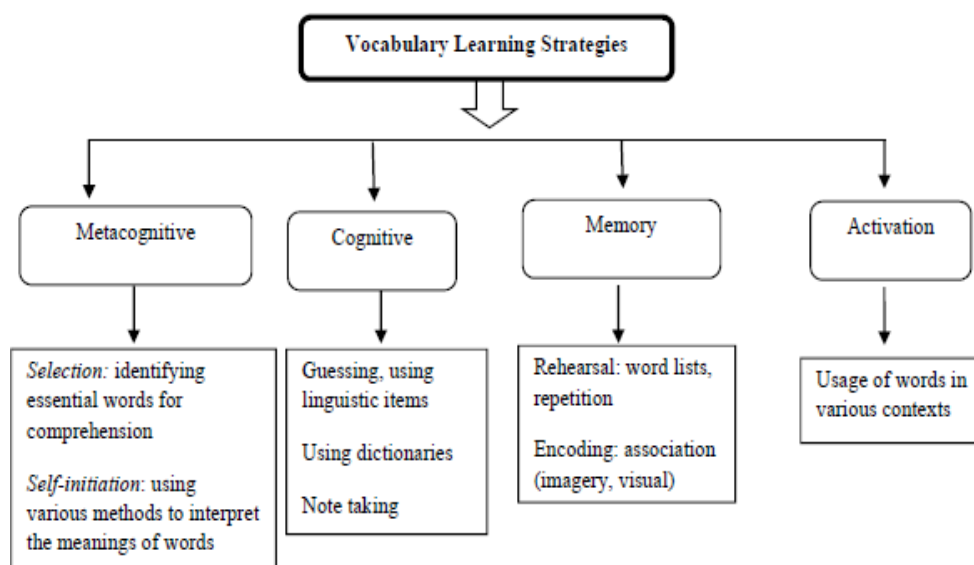 Vocabulary Learning Strategies
Metacognitive
Cognitive
Memory
Activation
Selection: identifying
essential words for
comprehension
Self-initiation: using
various methods to interpret
the meanings of words
Guessing, using
linguistic items
Using dictionaries
Note taking
Rehearsal: word lists,
repetition
Encoding: association
(imagery, visual)
Usage of words in
various contexts